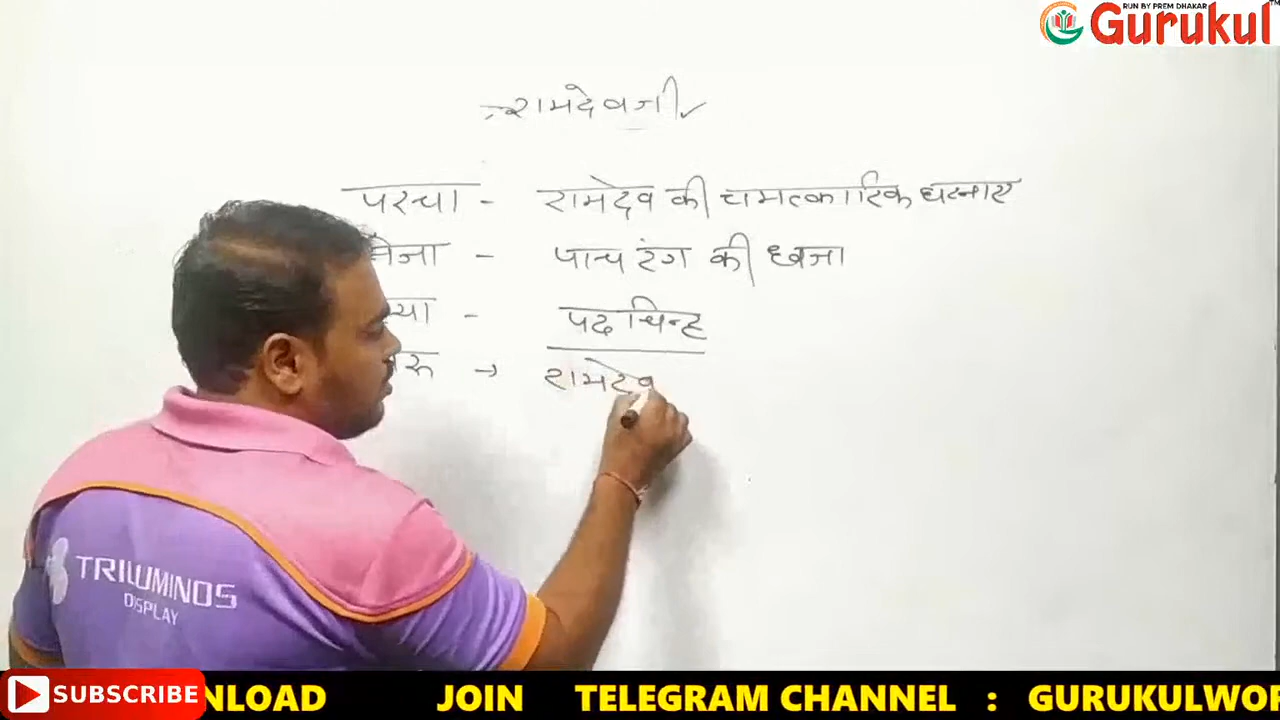 RUN BY PREM DHAKAR
Gurukul
TM
रामदेवजी
परचा - रामदेव की चमत्कारिक घटनाए
नेजा - पाच रंग की ध्वजा
- पद चिन्ह
→ रामदेव
TRILUMINOS
DISPLAY
SUBSCRIBE
NLOAD JOIN TELEGRAM CHANNEL : GURUKULWOR